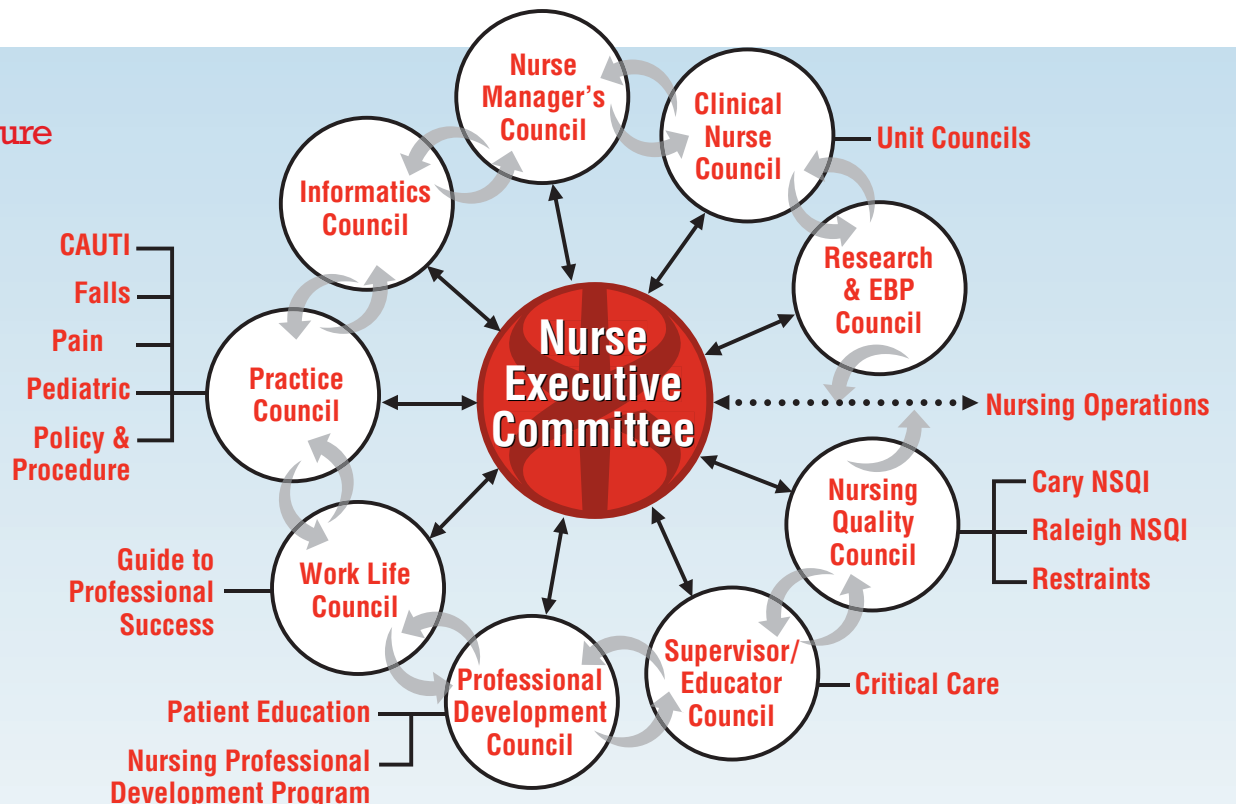 ure
Nurse
Manager's
Council
Clinical
Nurse
Council
Unit Councils
Informatics
Council
Research
& EBP
Council
CAUTI
Falls
Pain
Pediatric
Policy &
Procedure
Practice
Council
Nurse
Executive
Committee
Nursing Operations
Nursing
Quality
Council
Cary NSQI
Raleigh NSQI
Restraints
Guide to
Professional
Success
Work Life
Council
Supervisor/
Educator
Council
Critical Care
Professional
Development
Council
Patient Education
Nursing Professional
Development Program